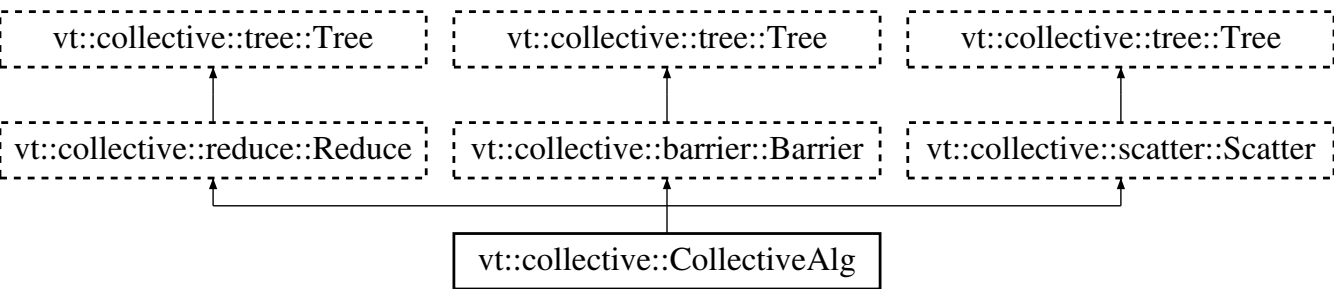 vt::collective::tree::Tree
vt::collective::tree::Tree
vt::collective::tree::Tree
vt::collective::reduce::Reduce
vt::collective::barrier::Barrier
vt::collective::scatter::Scatter
vt::collective::CollectiveAlg